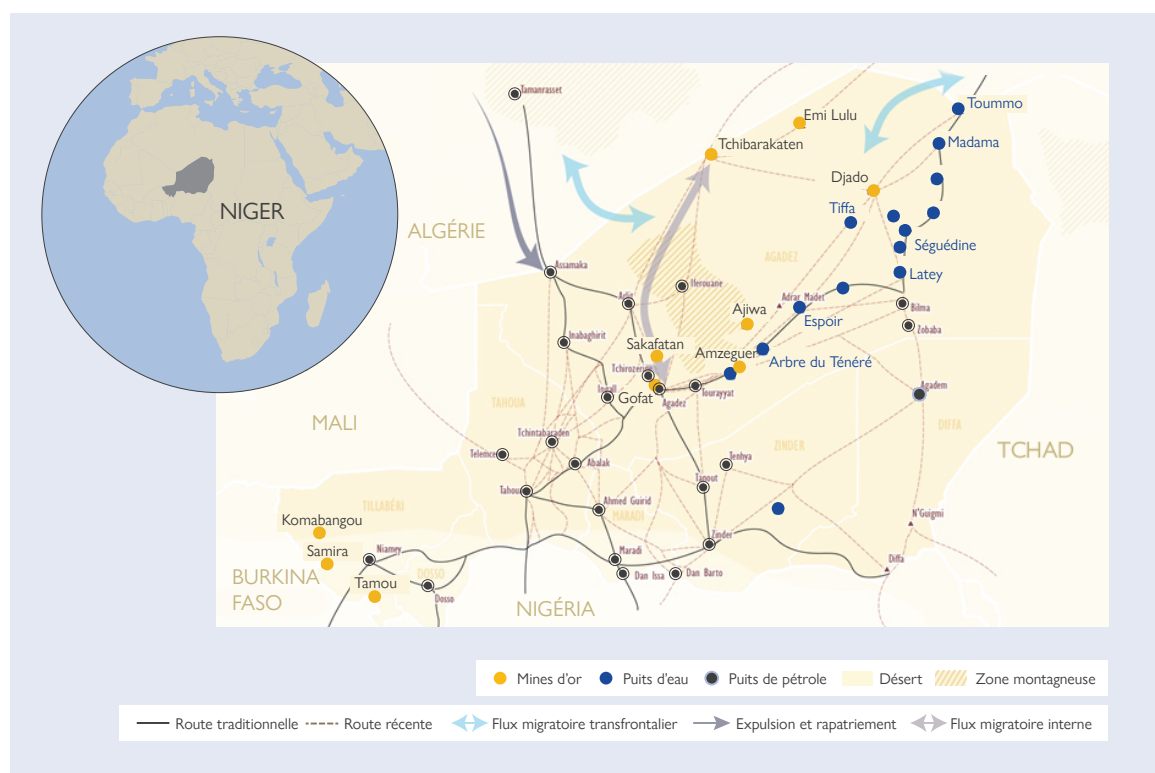 NIGER
Tamanrasset
Emi Lulu
Toummo
Tchibarakaten
Madama
Djado
Tiffa
ALGÉRIE
Séguédine
AGADEZ
Assamaka
Latey
Iferouane
Arlit
Adrar Madet
Bilma
Ajiwa
Espoir
Zobaba
Inabaghirit
Sakafatan
Amzeguer
Arbre du Ténéré
Tchirozerine
Ingall
Gofat
Agadez
Tourayyat
Agadem
TAHOUA
MALI
DIFFA
Tchintabaraden
ZINDER
TCHAD
Telemces
Abalak
Tenhya
Tahoua
Tanout
TILLABÉRI
Ahmed Guirid
MARADI
N'Guigmi
Komabangou
Samira
Niamey
Zinder
Maradi
Diffa
BURKINA
FASO
Tamou
DOSSO
Dosso
Dan Issa
Dan Barto
NIGÉRIA
Mines d'or
Puits d'eau
Puits de pétrole
Désert
Zone montagneuse
Route traditionnelle
Route récente
Flux migratoire transfrontalier
Expulsion et rapatriement
Flux migratoire interne